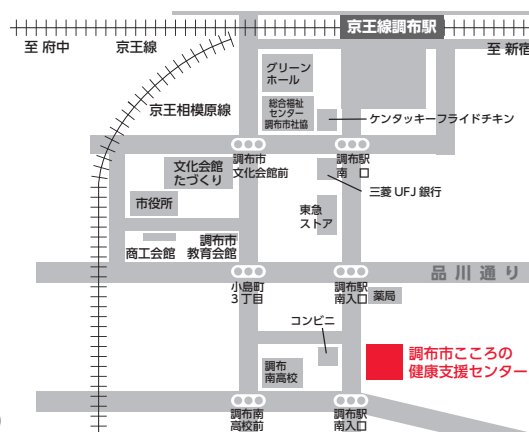 京王線調布駅
至 府中
京王線
至 新宿
グリーン
ホール
京王相模原線
総合福祉
センター
調布市社協
ケンタッキーフライドチキン
調布市
文化会館前
調布駅
南 口
文化会館
たづくり
三菱 UFJ 銀行
市役所
東急
ストア
商工会館
調布市
教育会館
品川通り
小島町
3 丁目
調布駅
南入口
薬局
コンビニ
調布市こころの
健康支援センター
調布
南高校
調布南
高校前
調布駅
南入口